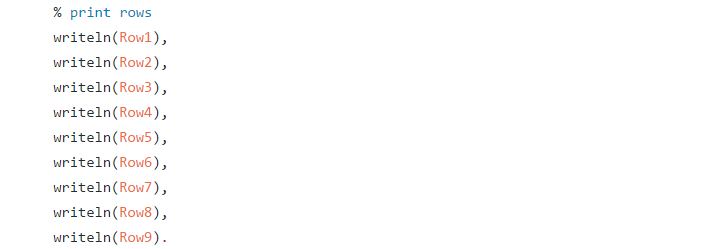 % print rows
writeln(Row1),
writeln(Row2),
writeln(Row3),
writeln(Row4),
writeln(Row5),
writeln(Row6),
writeln(Row7),
writeln(Row8),
writeln(Row9).